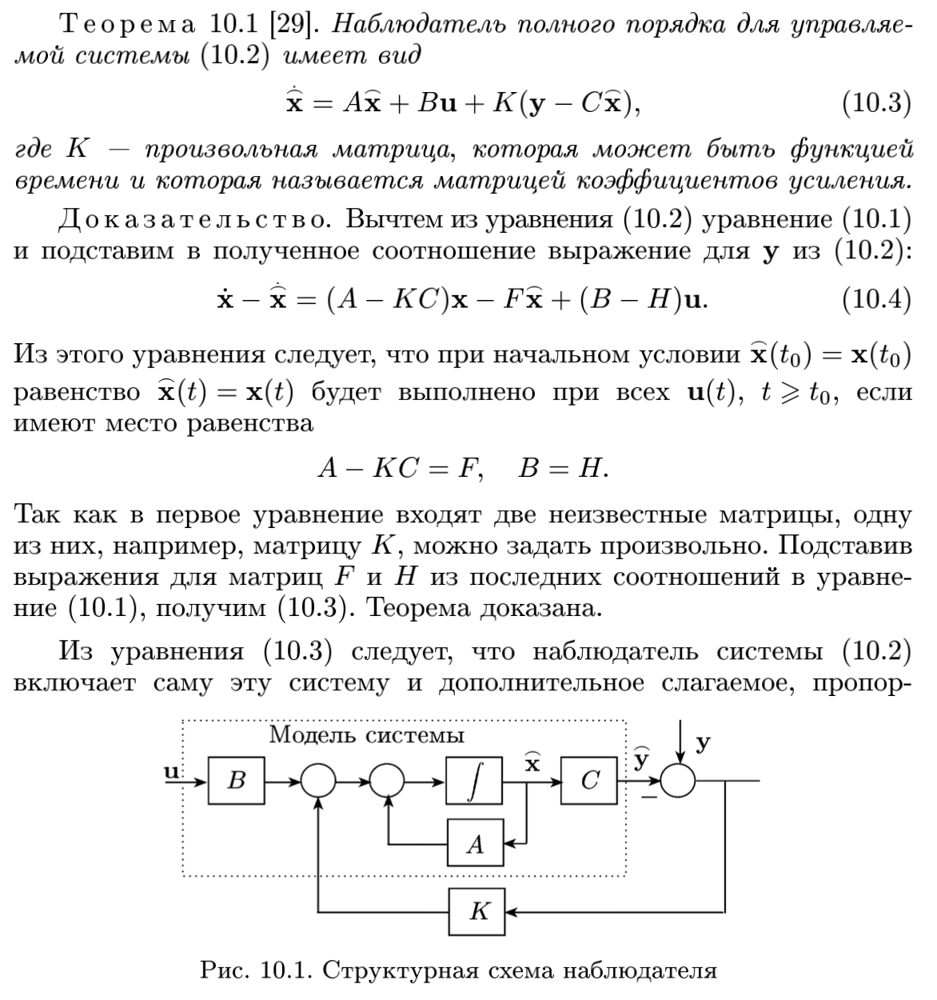 Теорема 10.1 [29]. Наблюдатель полного порядка для управляе-
мой системы (10.2) имеет вид
$\dot{\widehat{\mathbf{x}}} = A\widehat{\mathbf{x}} + B\mathbf{u} + K(\mathbf{y} - C\widehat{\mathbf{x}}),$ (10.3)
где K — произвольная матрица, которая может быть функцией
времени и которая называется матрицей коэффициентов усиления.
Доказательство. Вычтем из уравнения (10.2) уравнение (10.1)
и подставим в полученное соотношение выражение для y из (10.2):
$\dot{\mathbf{x}} - \dot{\widehat{\mathbf{x}}} = (A - KC)\mathbf{x} - F\widehat{\mathbf{x}} + (B - H)\mathbf{u}.$ (10.4)
Из этого уравнения следует, что при начальном условии $\widehat{\mathbf{x}}(t_0) = \mathbf{x}(t_0)$
равенство $\widehat{\mathbf{x}}(t) = \mathbf{x}(t)$ будет выполнено при всех $\mathbf{u}(t)$, $t \geqslant t_0$, если
имеют место равенства
$A - KC = F, \quad B = H.$
Так как в первое уравнение входят две неизвестные матрицы, одну
из них, например, матрицу K, можно задать произвольно. Подставив
выражения для матриц F и H из последних соотношений в уравне-
ние (10.1), получим (10.3). Теорема доказана.
Из уравнения (10.3) следует, что наблюдатель системы (10.2)
включает саму эту систему и дополнительное слагаемое, пропор-
Модель системы
u
B
∫
$\widehat{\mathbf{x}}$
C
$\widehat{\mathbf{y}}$
−
y
A
K
Рис. 10.1. Структурная схема наблюдателя